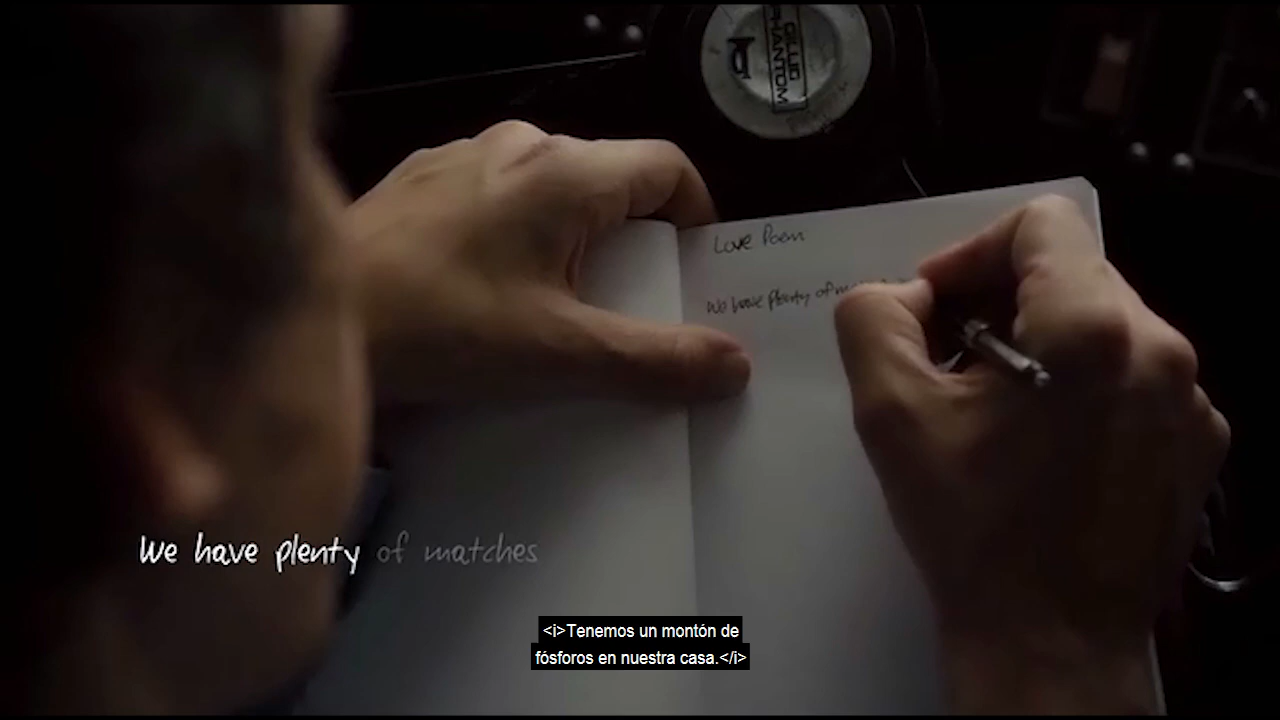 GILLIG
PHANTOM
Love Poem
We have plenty of
We have plenty of matches
<i>Tenemos un montón de
fósforos en nuestra casa.</i>